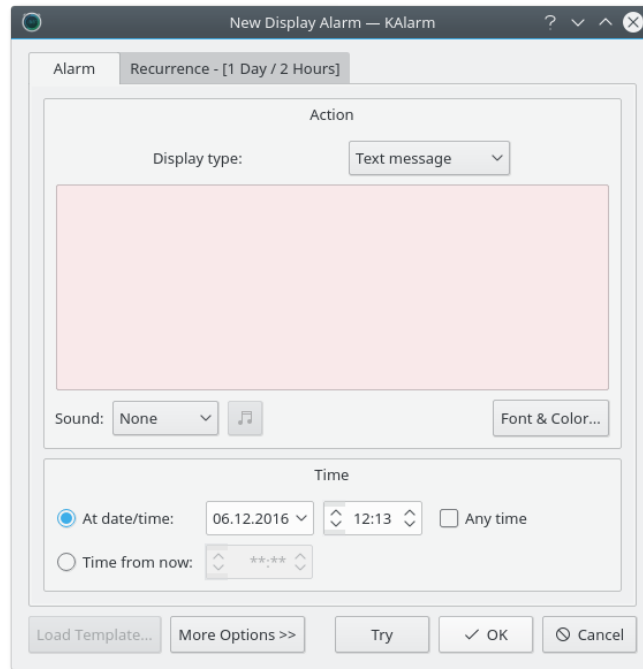 New Display Alarm — KAlarm
Alarm
Recurrence - [1 Day / 2 Hours]
Action
Display type:
Text message
Sound:
None
Font & Color...
Time
At date/time:
06.12.2016
12:13
Any time
Time from now:
**:**
Load Template...
More Options >>
Try
OK
Cancel